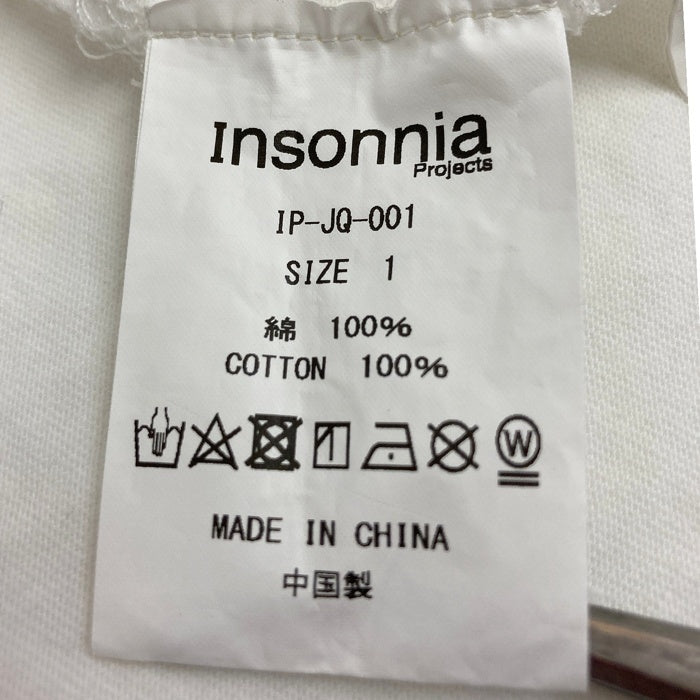 Insonnia
Projects
IP-JQ-001
SIZE 1
綿 100%
COTTON 100%
W
MADE IN CHINA
中国製